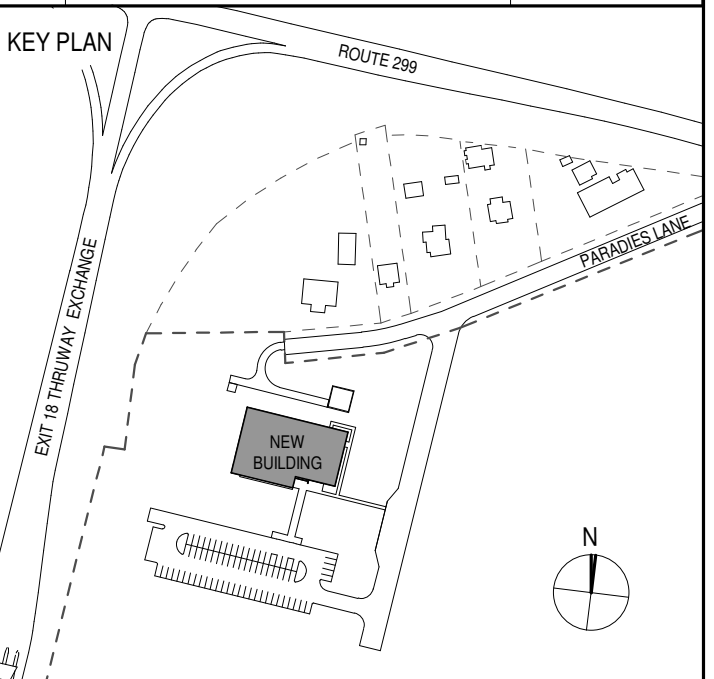 KEY PLAN
ROUTE 299
PARADIES LANE
EXIT 18 THRUWAY EXCHANGE
NEW
BUILDING
N